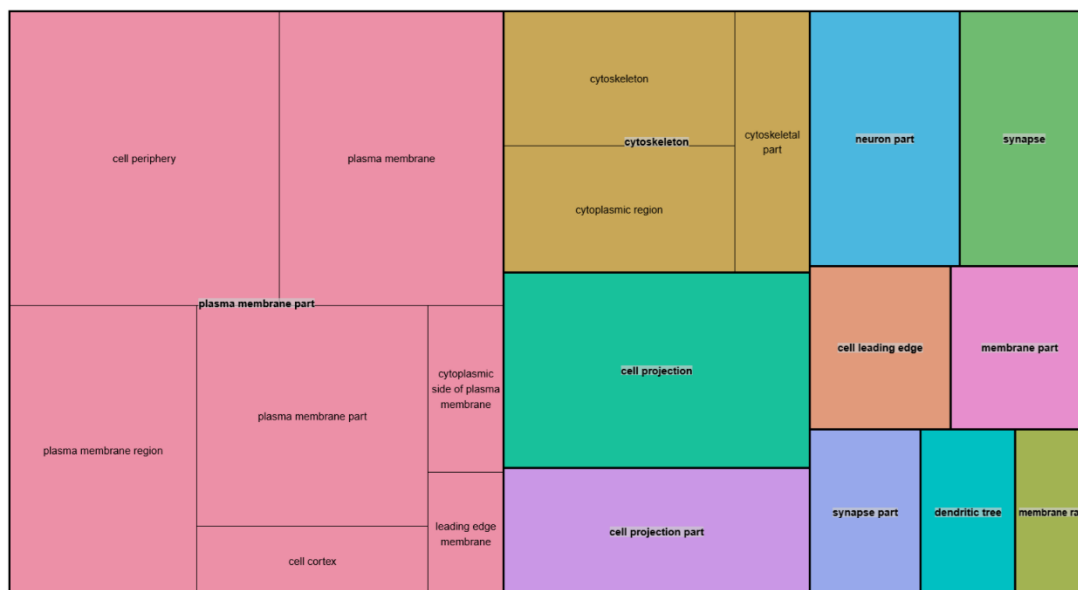 cell periphery
plasma membrane
plasma membrane part
plasma membrane region
plasma membrane part
cytoplasmic
side of plasma
membrane
leading edge
membrane
cell cortex
cytoskeleton
cytoskeleton
cytoskeletal
part
cytoplasmic region
cell projection
cell projection part
neuron part
synapse
cell leading edge
membrane part
synapse part
dendritic tree
membrane ra